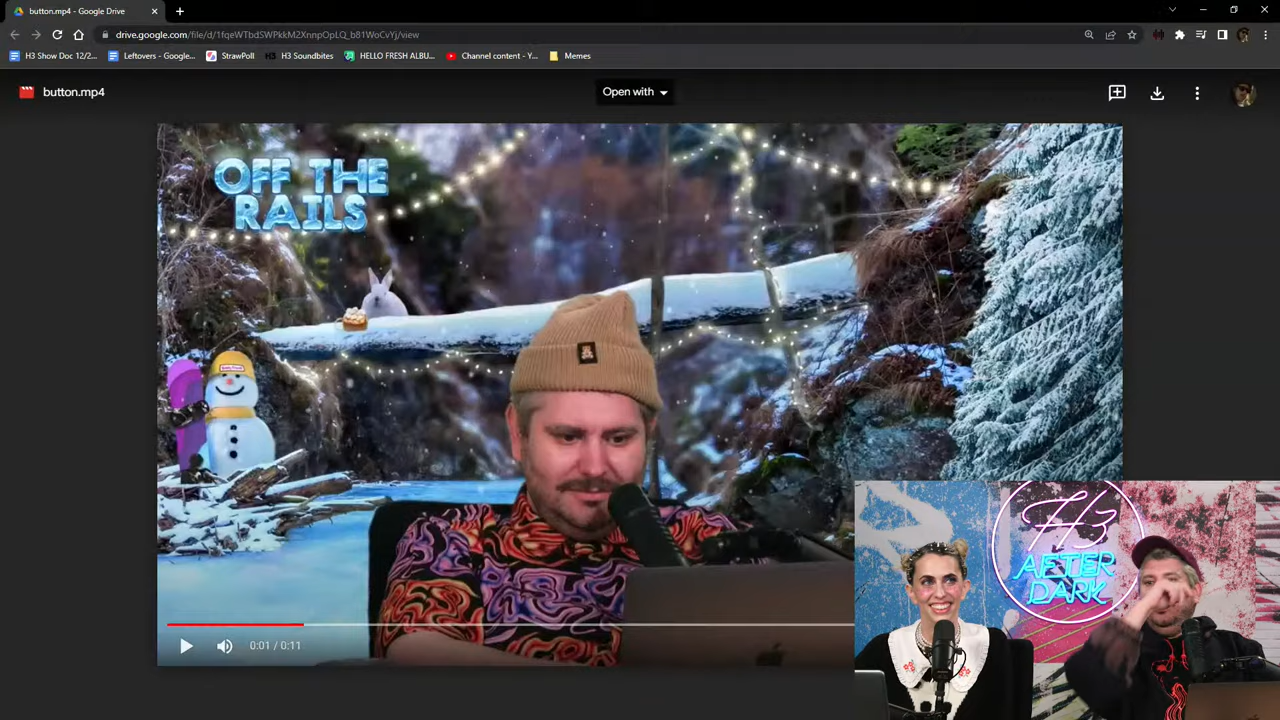 button.mp4 - Google Drive
drive.google.com/file/d/1fqeWTbdSWPkkM2XnnpOpLQ_b81WoCvYj/view
H3 Show Doc 12/2...
Leftovers - Google...
StrawPoll
H3 Soundbites
HELLO FRESH ALBU...
Channel content - Y...
Memes
button.mp4
Open with
OFF THE
RAILS
0:01 / 0:11
H3
AFTER
DARK